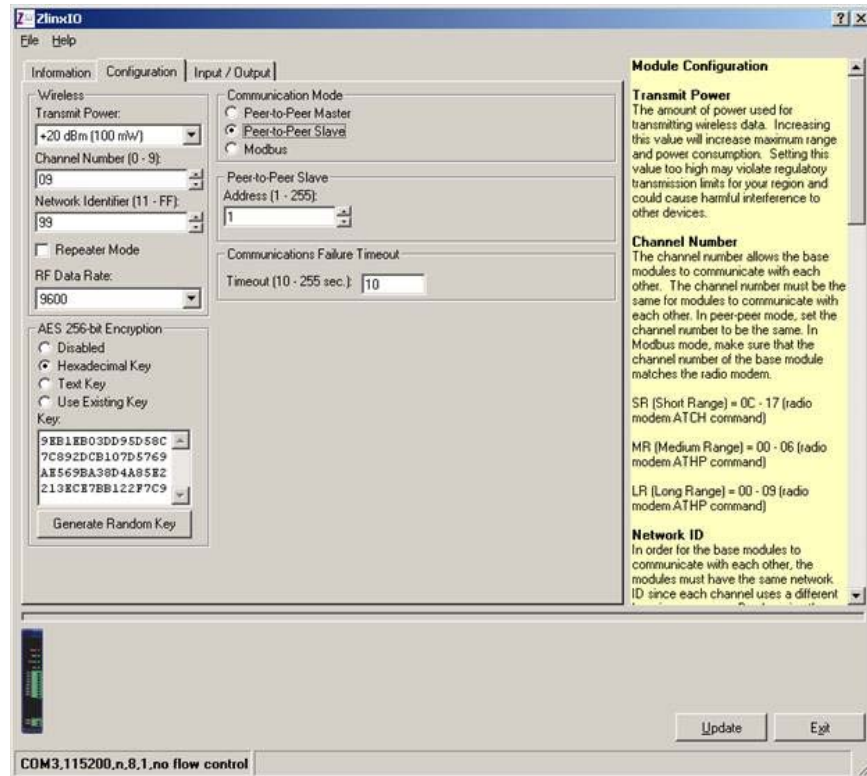 ZlinxIO
File Help
Information Configuration Input / Output
Wireless
Transmit Power:
+20 dBm (100 mW)
Channel Number (0 - 9):
09
Network Identifier (11 - FF):
99
Repeater Mode
RF Data Rate:
9600
AES 256-bit Encryption
Disabled
Hexadecimal Key
Text Key
Use Existing Key
Key:
9EB1EB03DD95D58C
7C892DCB107D5769
AE569BA38D4A85E2
213ECE7BB122F7C9
Generate Random Key
Communication Mode
Peer-to-Peer Master
Peer-to-Peer Slave
Modbus
Peer-to-Peer Slave
Address (1 - 255):
1
Communications Failure Timeout
Timeout (10 - 255 sec.): 10
Module Configuration
Transmit Power
The amount of power used for
transmitting wireless data. Increasing
this value will increase maximum range
and power consumption. Setting this
value too high may violate regulatory
transmission limits for your region and
could cause harmful interference to
other devices.
Channel Number
The channel number allows the base
modules to communicate with each
other. The channel number must be the
same for modules to communicate with
each other. In peer-peer mode, set the
channel number to be the same. In
Modbus mode, make sure that the
channel number of the base module
matches the radio modem.
SR (Short Range) = 0C - 17 (radio
modem ATCH command)
MR (Medium Range) = 00 - 06 (radio
modem ATHP command)
LR (Long Range) = 00 - 09 (radio
modem ATHP command)
Network ID
In order for the base modules to
communicate with each other, the
modules must have the same network
ID since each channel uses a different
Update Exit
COM3,115200,n,8,1,no flow control